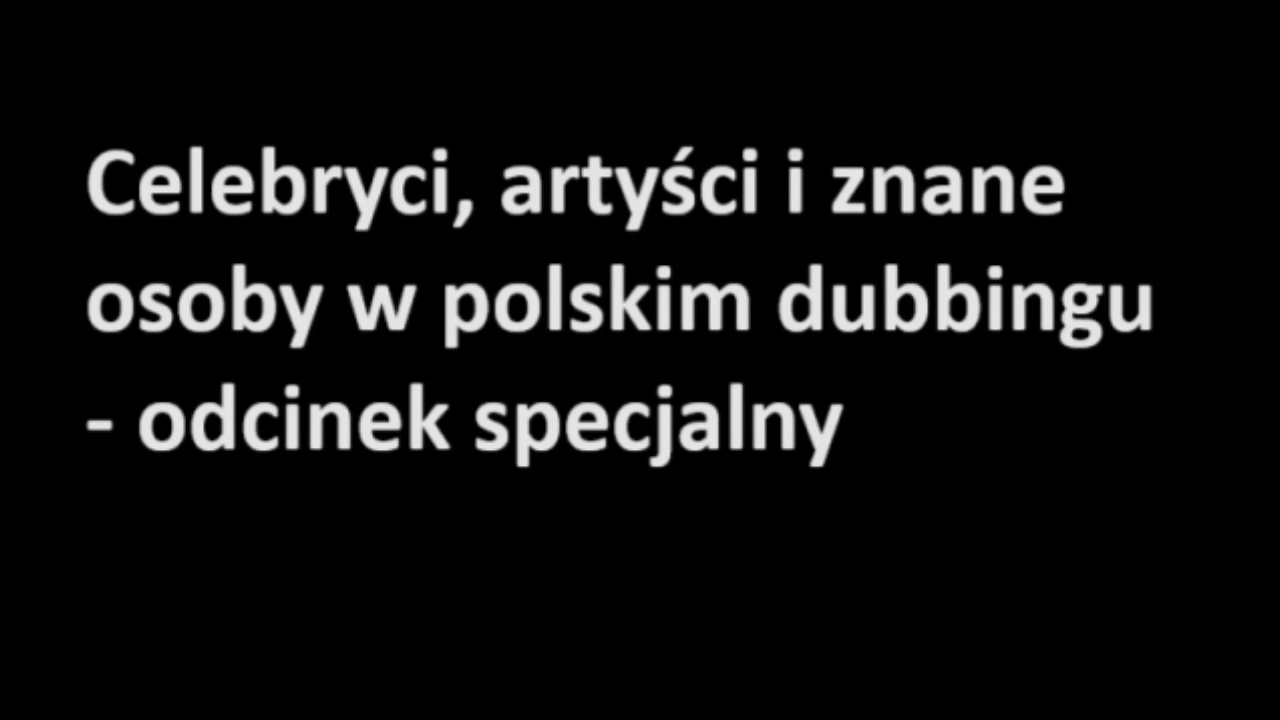 Celebryci, artyści i znane
osoby w polskim dubbingu
- odcinek specjalny